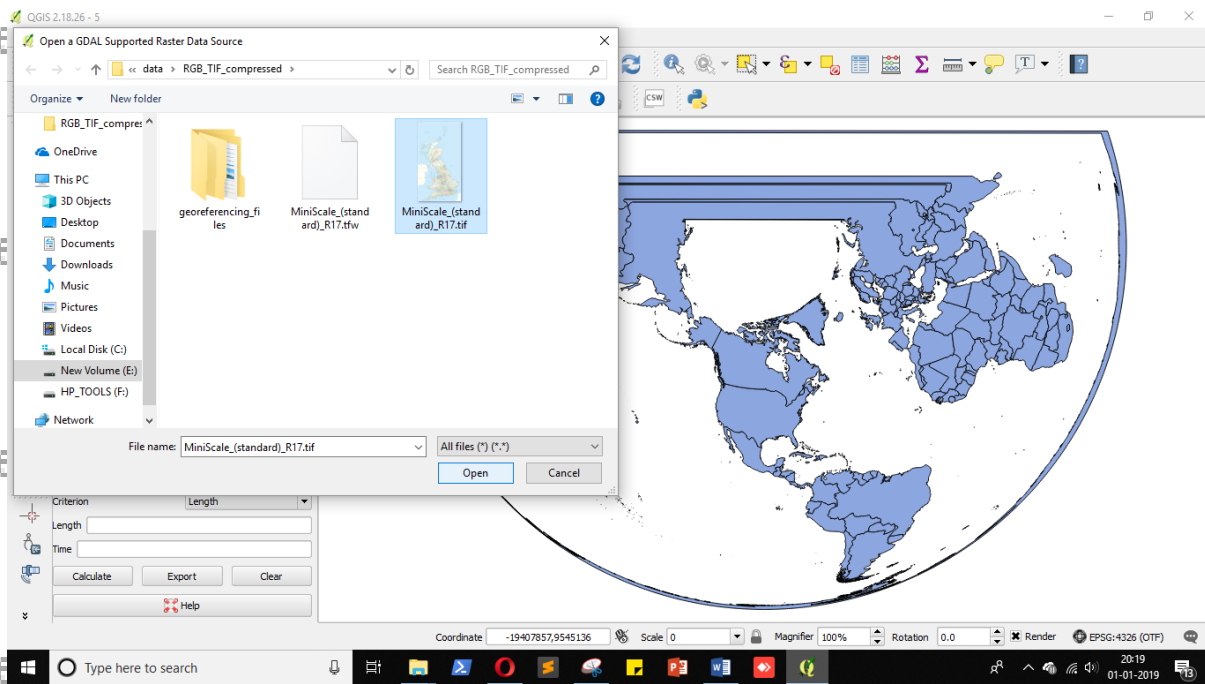 QGIS 2.18.26 - 5
Open a GDAL Supported Raster Data Source
« data › RGB_TIF_compressed ›
Search RGB_TIF_compressed
Organize
New folder
RGB_TIF_compres
OneDrive
This PC
3D Objects
Desktop
Documents
Downloads
Music
Pictures
Videos
Local Disk (C:)
New Volume (E:)
HP_TOOLS (F:)
Network
georeferencing_fi
les
MiniScale_(stand
ard)_R17.tfw
MiniScale_(stand
ard)_R17.tif
File name: MiniScale_(standard)_R17.tif
All files (*) (*.*)
Open
Cancel
CSW
Criterion
Length
Length
Time
Calculate
Export
Clear
Help
Coordinate -19407857,9545136
Scale 0
Magnifier 100%
Rotation 0.0
Render
EPSG:4326 (OTF)
Type here to search
20:19
01-01-2019
13